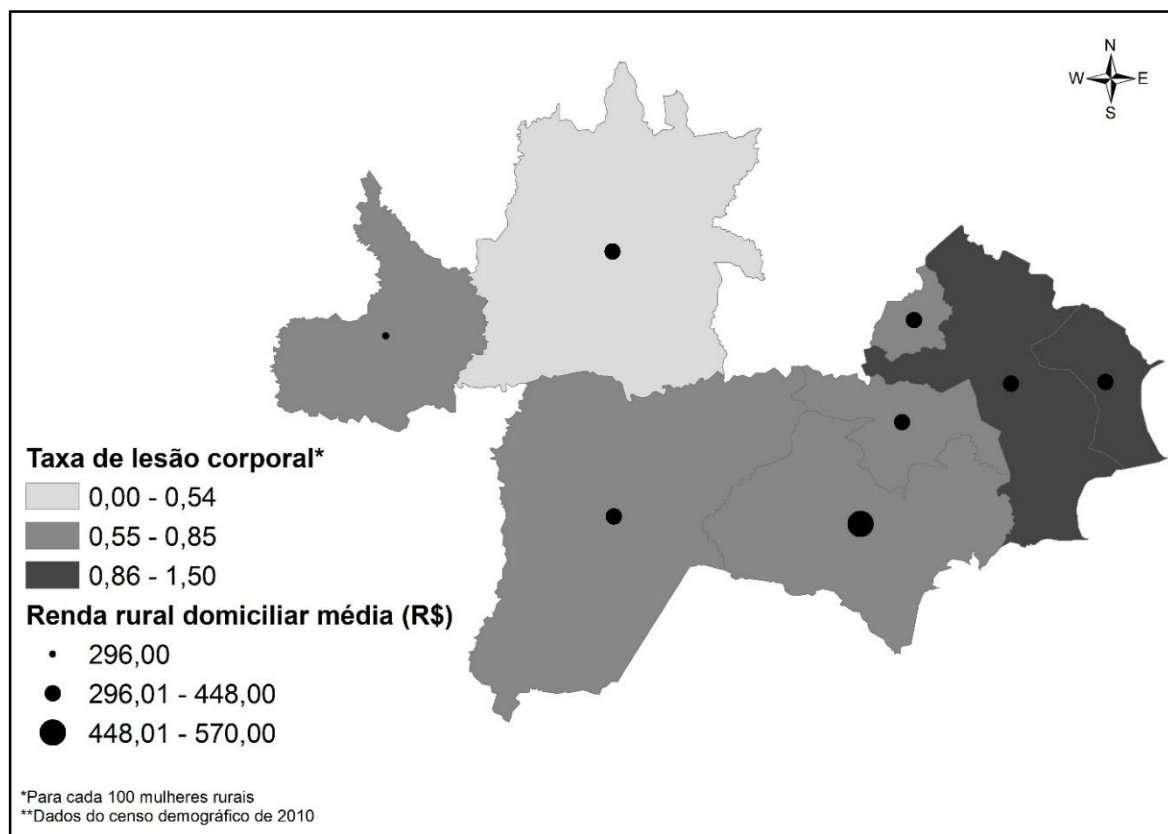 N
W E
S
Taxa de lesão corporal*
0,00 - 0,54
0,55 - 0,85
0,86 - 1,50
Renda rural domiciliar média (R$)
296,00
296,01 - 448,00
448,01 - 570,00
*Para cada 100 mulheres rurais
**Dados do censo demográfico de 2010